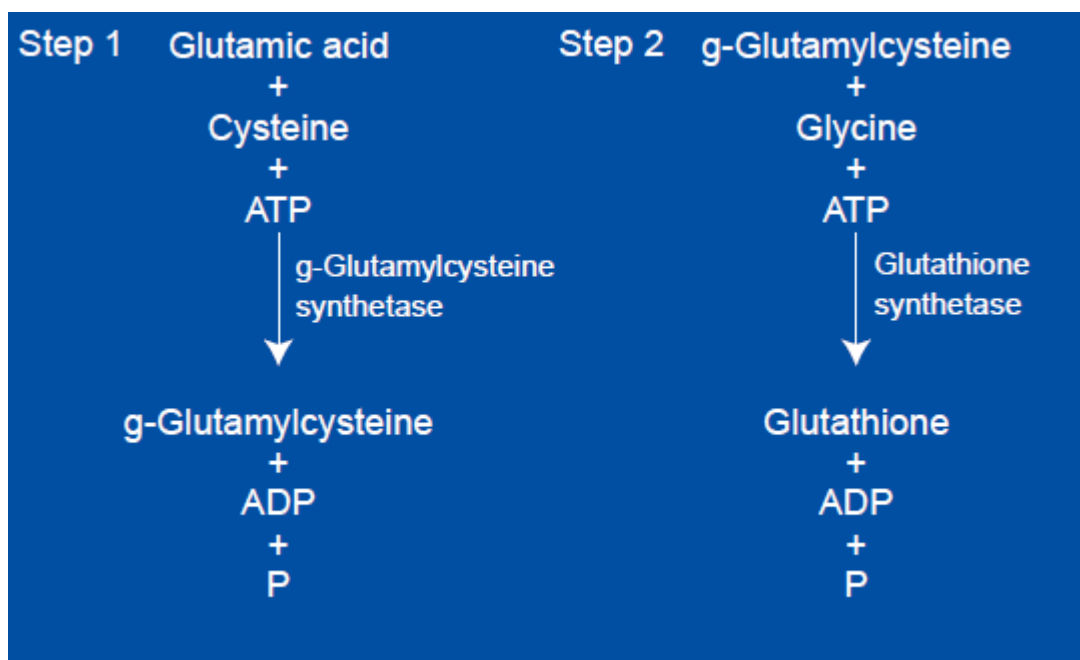 Step 1
Glutamic acid
+
Cysteine
+
ATP
g-Glutamylcysteine
synthetase
g-Glutamylcysteine
+
ADP
+
P
Step 2
g-Glutamylcysteine
+
Glycine
+
ATP
Glutathione
synthetase
Glutathione
+
ADP
+
P